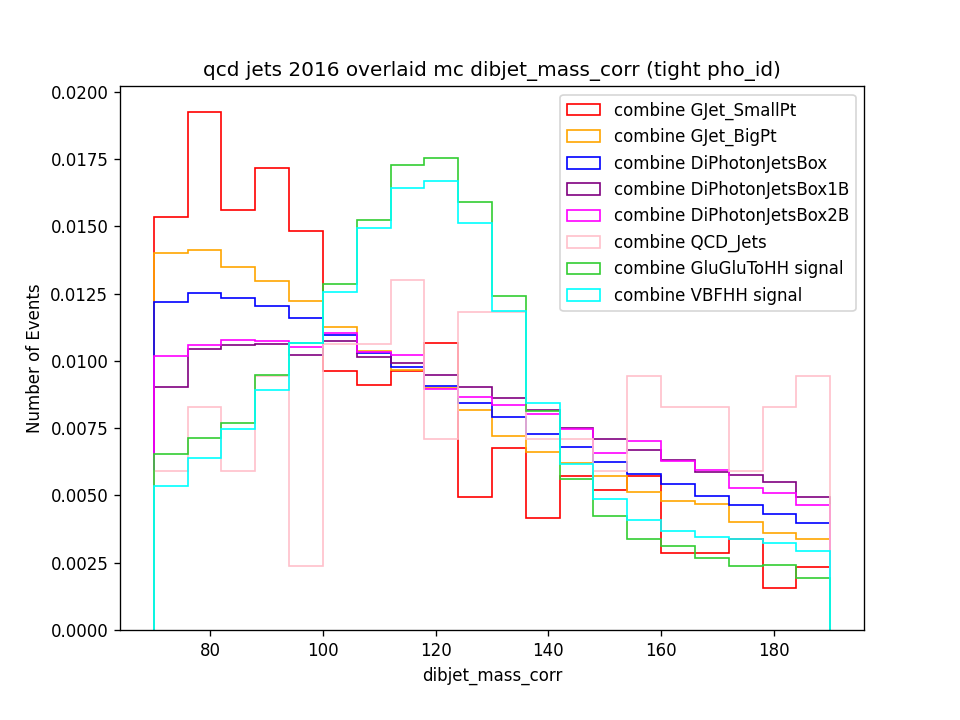 qcd jets 2016 overlaid mc dibjet_mass_corr (tight pho_id)
0.0200
0.0175
0.0150
0.0125
0.0100
0.0075
0.0050
0.0025
0.0000
Number of Events
combine GJet_SmallPt
combine GJet_BigPt
combine DiPhotonJetsBox
combine DiPhotonJetsBox1B
combine DiPhotonJetsBox2B
combine QCD_Jets
combine GluGluToHH signal
combine VBFHH signal
80 100 120 140 160 180
dibjet_mass_corr